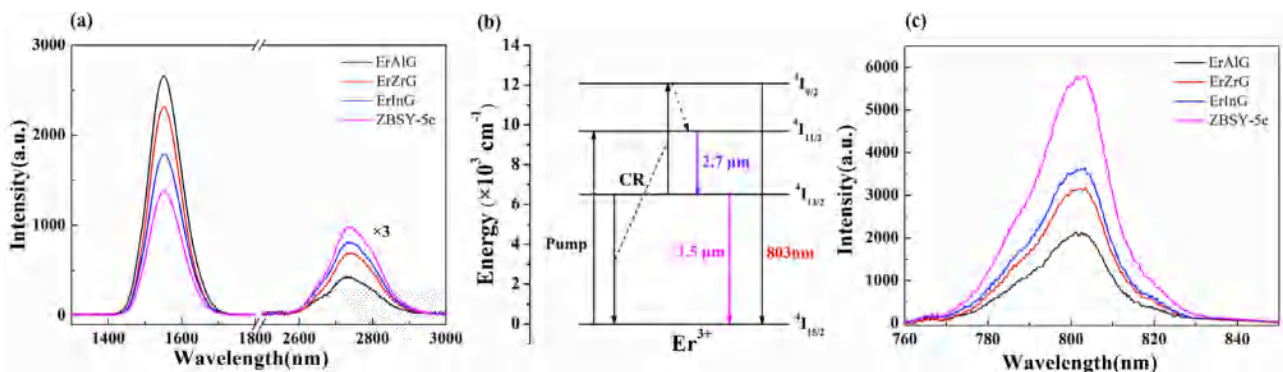 (a)
3000
2000
1000
0
Intensity(a.u.)
1400
1600
1800
2600
2800
3000
Wavelength(nm)
ErAlG
ErZrG
ErInG
ZBSY-5c
×3
(b)
14
12
10
8
6
4
2
0
Energy (×10³ cm⁻¹)
⁴I₉/₂
⁴I₁₁/₂
⁴I₁₃/₂
⁴I₁₅/₂
Pump
CR
2.7 μm
1.5 μm
803nm
Er³⁺
(c)
6000
5000
4000
3000
2000
1000
0
Intensity(a.u.)
760
780
800
820
840
Wavelength(nm)
ErAlG
ErZrG
ErInG
ZBSY-5c